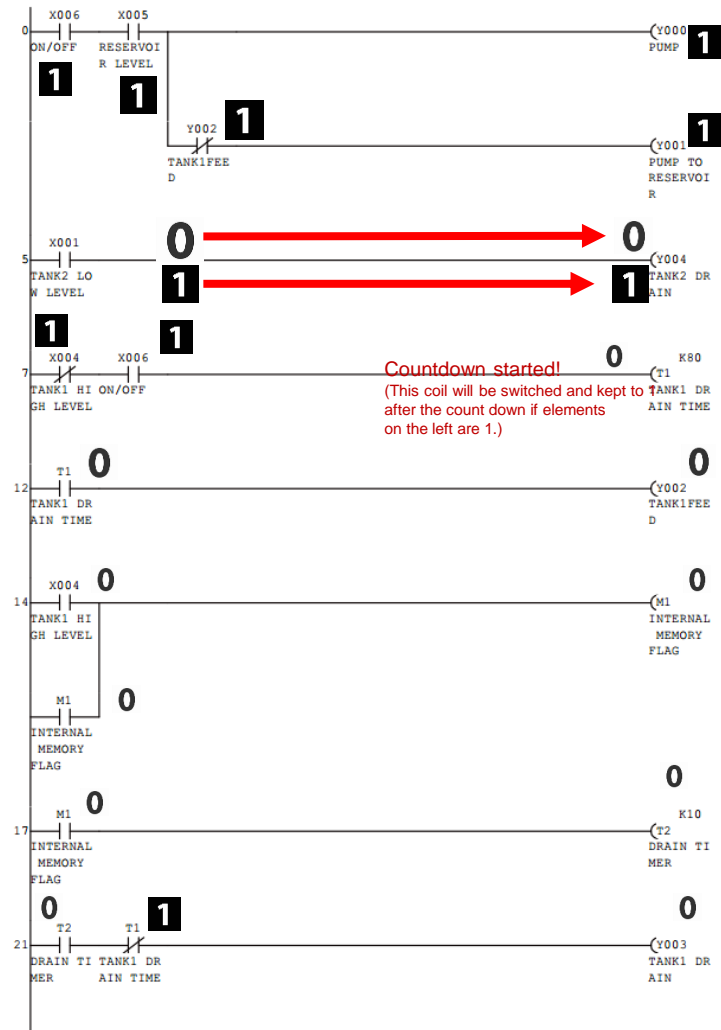 X006 X005
0 (Y000 1
ON/OFF RESERVOI PUMP
R LEVEL
1 1
Y002 1 1
(Y001
TANK1FEE PUMP TO
D RESERVOI
R
X001 0 0
5 (Y004
TANK2 LO 1 1 TANK2 DR
W LEVEL AIN
1 1
X004 X006 0 K80
7 Countdown started! (T1
TANK1 HI ON/OFF (This coil will be switched and kept to 1 TANK1 DR
GH LEVEL after the count down if elements AIN TIME
on the left are 1.)
T1 0 0
12 (Y002
TANK1 DR TANK1FEE
AIN TIME D
X004 0 0
14 (M1
TANK1 HI INTERNAL
GH LEVEL MEMORY
FLAG
M1 0
INTERNAL
MEMORY
FLAG
0
M1 0 K10
17 (T2
INTERNAL DRAIN TI
MEMORY MER
FLAG
0 1 0
T2 T1
21 (Y003
DRAIN TI TANK1 DR TANK1 DR
MER AIN TIME AIN